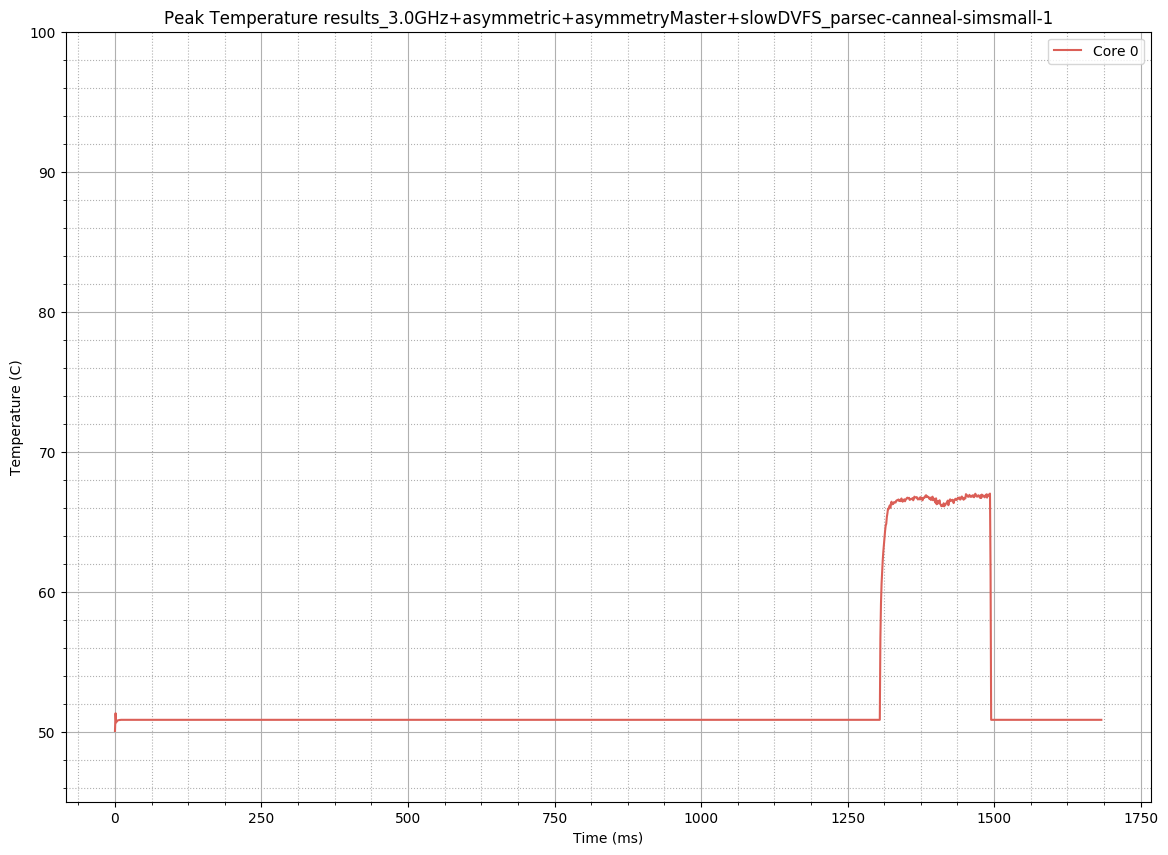 Peak Temperature results_3.0GHz+asymmetric+asymmetryMaster+slowDVFS_parsec-canneal-simsmall-1
Core 0
100
90
80
70
60
50
Temperature (C)
0 250 500 750 1000 1250 1500 1750
Time (ms)